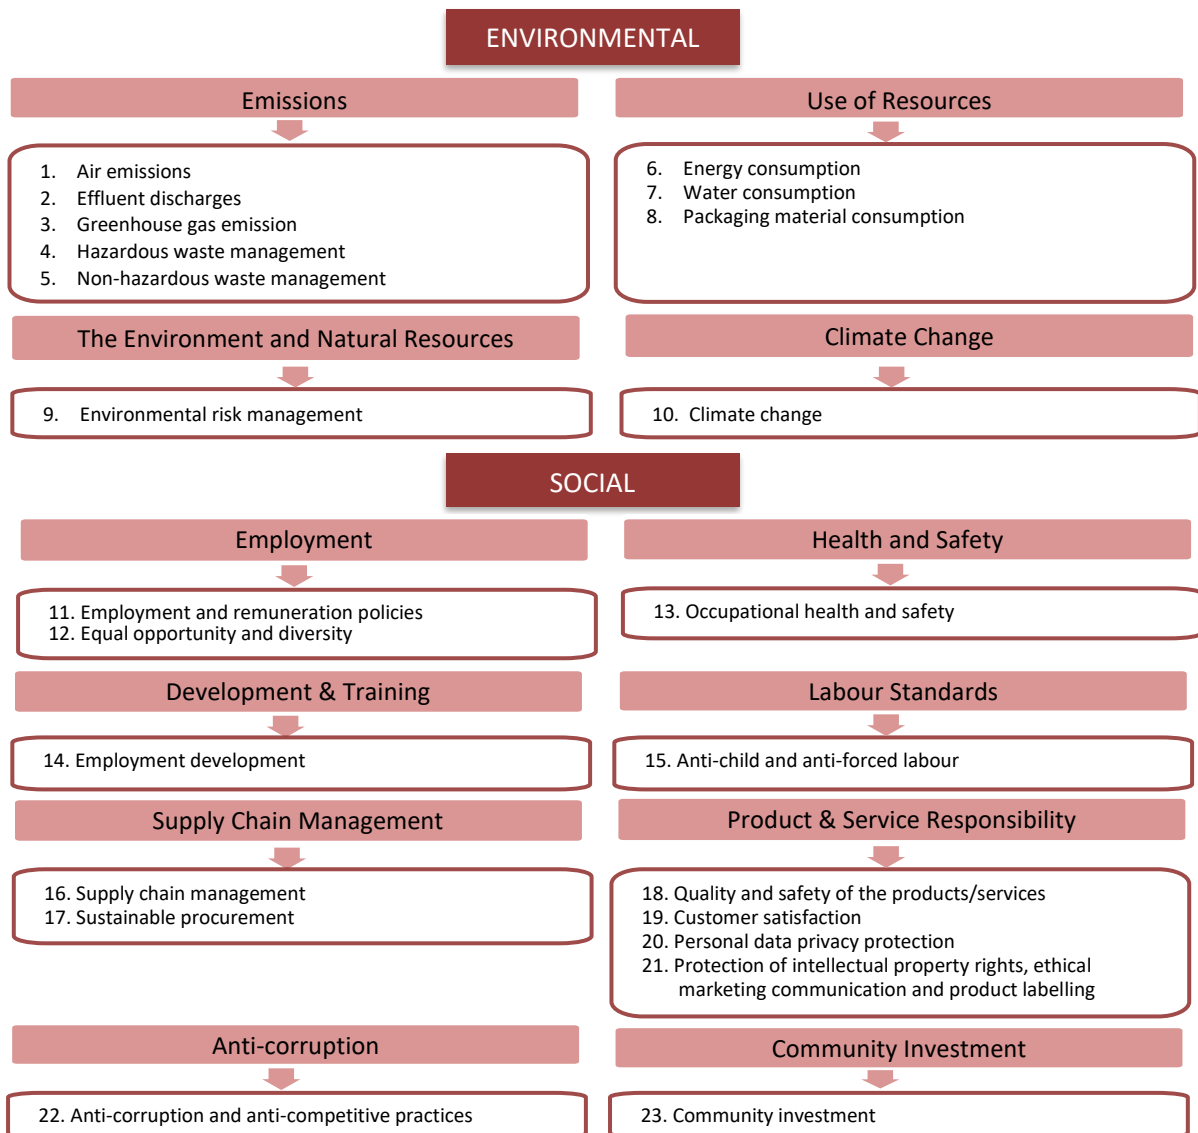 ENVIRONMENTAL
Emissions
1. Air emissions
2. Effluent discharges
3. Greenhouse gas emission
4. Hazardous waste management
5. Non-hazardous waste management
Use of Resources
6. Energy consumption
7. Water consumption
8. Packaging material consumption
The Environment and Natural Resources
9. Environmental risk management
Climate Change
10. Climate change
SOCIAL
Employment
11. Employment and remuneration policies
12. Equal opportunity and diversity
Health and Safety
13. Occupational health and safety
Development & Training
14. Employment development
Labour Standards
15. Anti-child and anti-forced labour
Supply Chain Management
16. Supply chain management
17. Sustainable procurement
Product & Service Responsibility
18. Quality and safety of the products/services
19. Customer satisfaction
20. Personal data privacy protection
21. Protection of intellectual property rights, ethical
marketing communication and product labelling
Anti-corruption
22. Anti-corruption and anti-competitive practices
Community Investment
23. Community investment